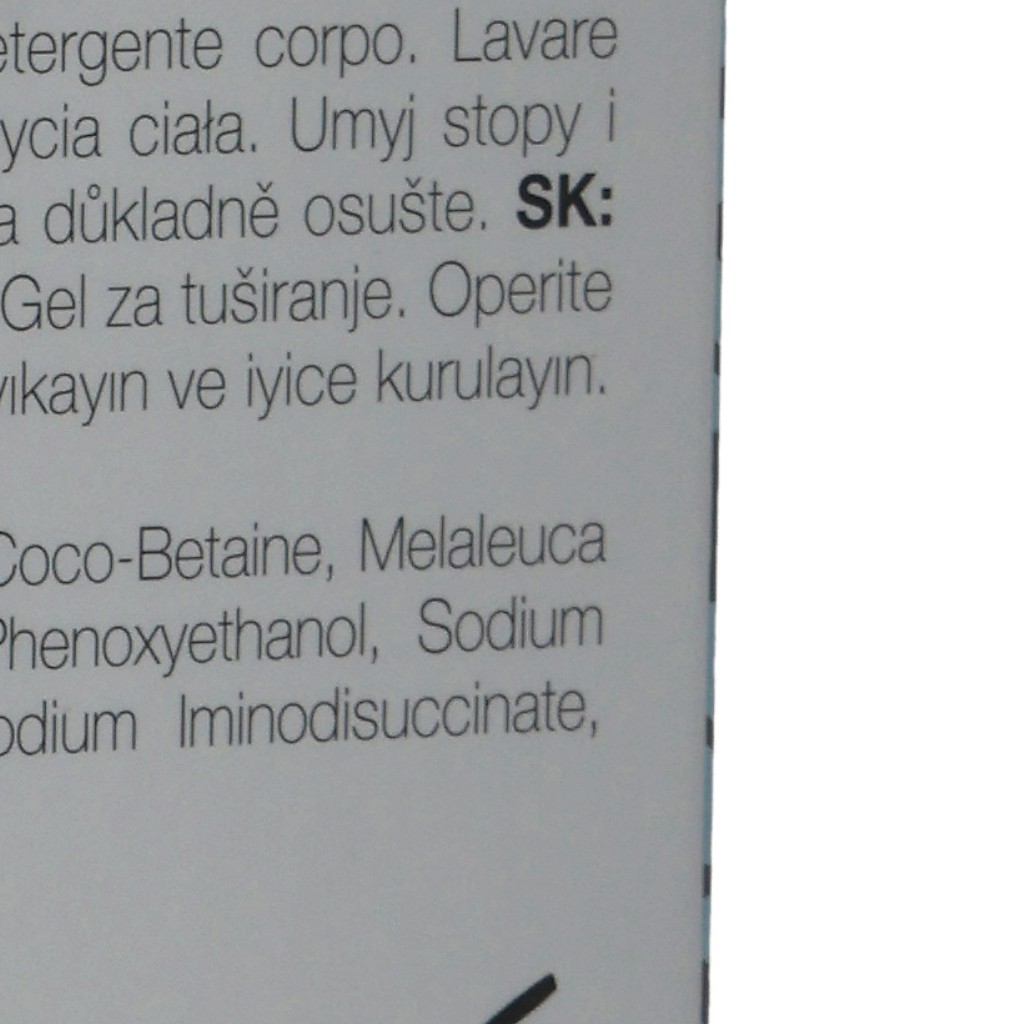 etergente corpo. Lavare
ycia ciała. Umyj stopy i
a důkladně osušte. SK:
Gel za tuširanje. Operite
yıkayın ve iyice kurulayın.
Coco-Betaine, Melaleuca
Phenoxyethanol, Sodium
odium Iminodisuccinate,